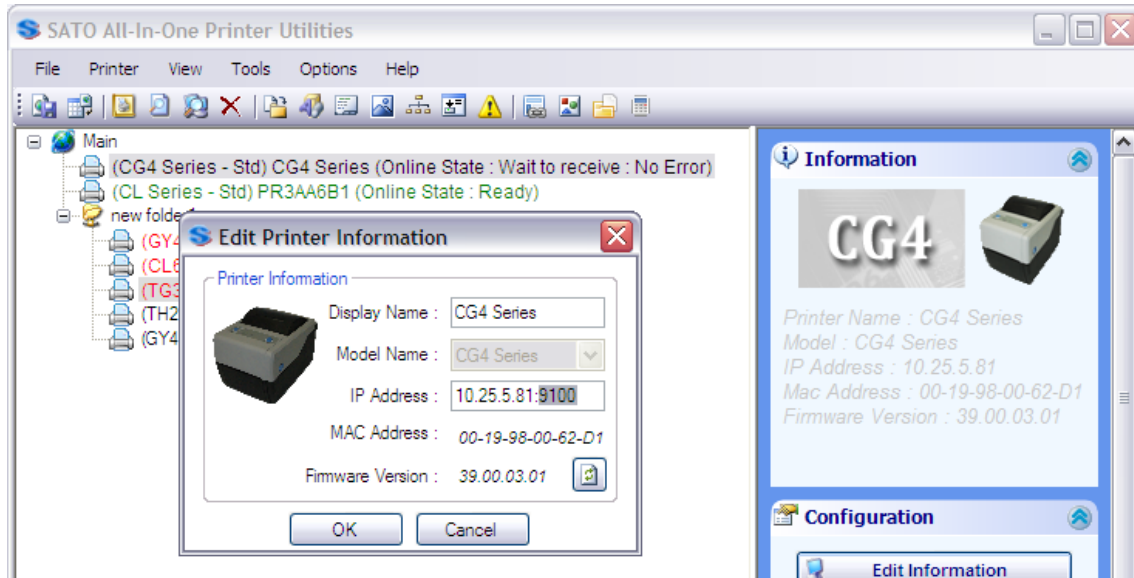 SATO All-In-One Printer Utilities
File Printer View Tools Options Help
Main
(CG4 Series - Std) CG4 Series (Online State : Wait to receive : No Error)
(CL Series - Std) PR3AA6B1 (Online State : Ready)
new folde
(GY4
(CL6
(TG3
(TH2
(GY4
Edit Printer Information
Printer Information
Display Name : CG4 Series
Model Name : CG4 Series
IP Address : 10.25.5.81:9100
MAC Address : 00-19-98-00-62-D1
Firmware Version : 39.00.03.01
OK Cancel
Information
CG4
Printer Name : CG4 Series
Model : CG4 Series
IP Address : 10.25.5.81
Mac Address : 00-19-98-00-62-D1
Firmware Version : 39.00.03.01
Configuration
Edit Information